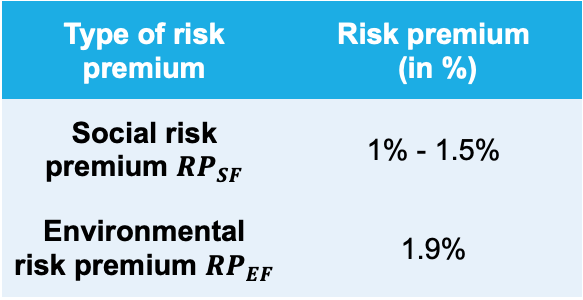 Type of risk premium
Risk premium (in %)
Social risk premium RP_SF
1% - 1.5%
Environmental risk premium RP_EF
1.9%